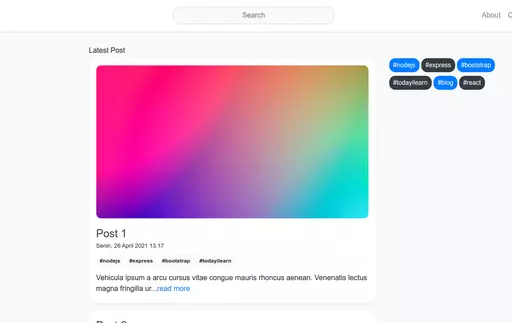 Search
About
Latest Post
#nodejs #express #bootstrap
#todayilearn #blog #react
Post 1
Senin, 26 April 2021 13.17
#nodejs #express #bootstrap #todayilearn
Vehicula ipsum a arcu cursus vitae congue mauris rhoncus aenean. Venenatis lectus
magna fringilla ur...read more